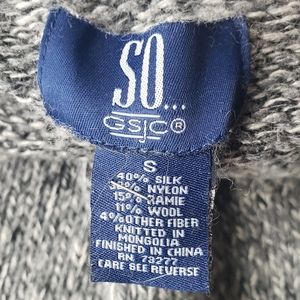 SO...
GSJC®
S
40% SILK
30% NYLON
15% RAMIE
11% WOOL
4% OTHER FIBER
KNITTED IN
MONGOLIA
FINISHED IN CHINA
RN 73277
CARE SEE REVERSE